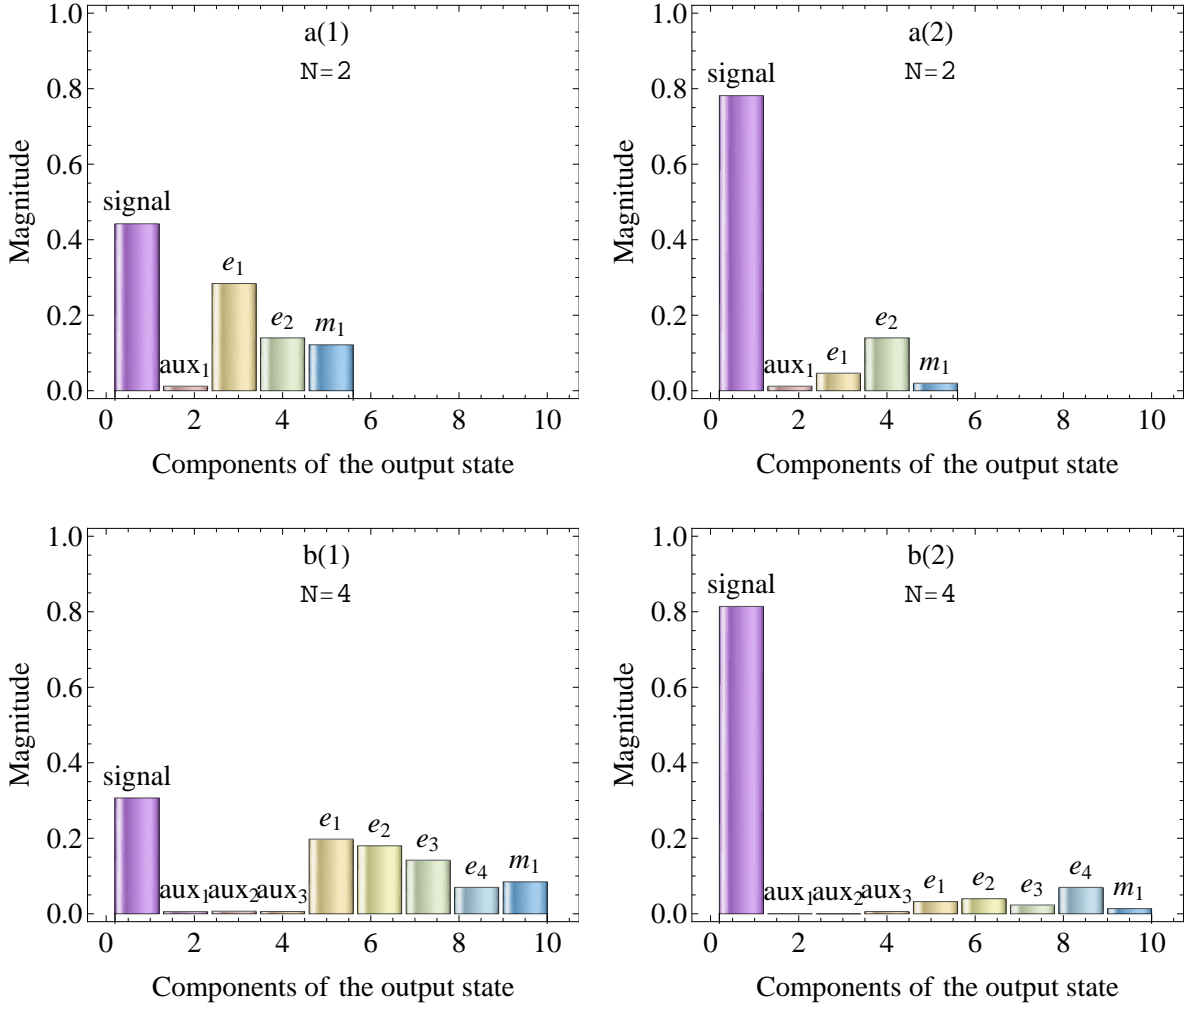 a(1)
N=2
signal
aux1
e1
e2
m1
Magnitude
0.0
0.2
0.4
0.6
0.8
1.0
0 2 4 6 8 10
Components of the output state
a(2)
N=2
signal
aux1
e1
e2
m1
Magnitude
0.0
0.2
0.4
0.6
0.8
1.0
0 2 4 6 8 10
Components of the output state
b(1)
N=4
signal
aux1 aux2 aux3
e1
e2
e3
e4
m1
Magnitude
0.0
0.2
0.4
0.6
0.8
1.0
0 2 4 6 8 10
Components of the output state
b(2)
N=4
signal
aux1 aux2 aux3
e1
e2
e3
e4
m1
Magnitude
0.0
0.2
0.4
0.6
0.8
1.0
0 2 4 6 8 10
Components of the output state